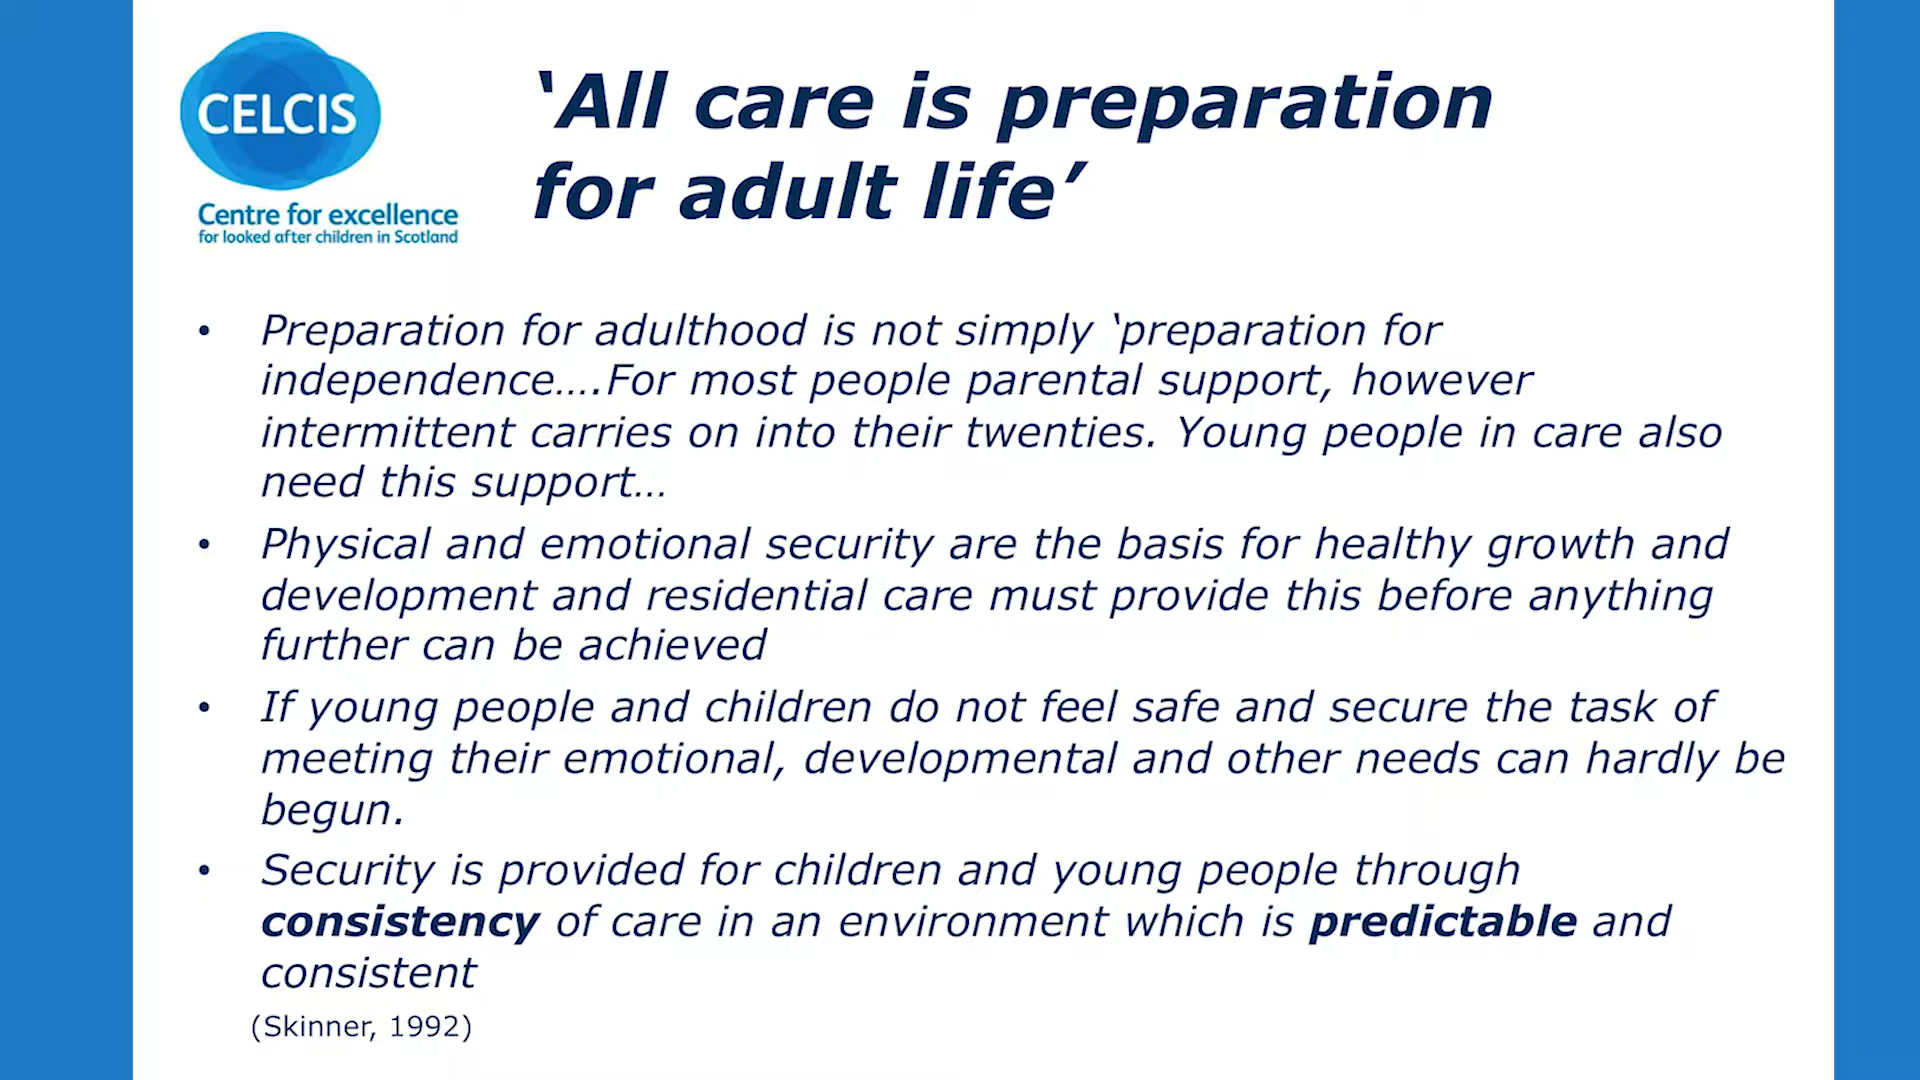 CELCIS
Centre for excellence
for looked after children in Scotland
‘All care is preparation
for adult life’
• Preparation for adulthood is not simply ‘preparation for
independence….For most people parental support, however
intermittent carries on into their twenties. Young people in care also
need this support…
• Physical and emotional security are the basis for healthy growth and
development and residential care must provide this before anything
further can be achieved
• If young people and children do not feel safe and secure the task of
meeting their emotional, developmental and other needs can hardly be
begun.
• Security is provided for children and young people through
consistency of care in an environment which is predictable and
consistent
(Skinner, 1992)